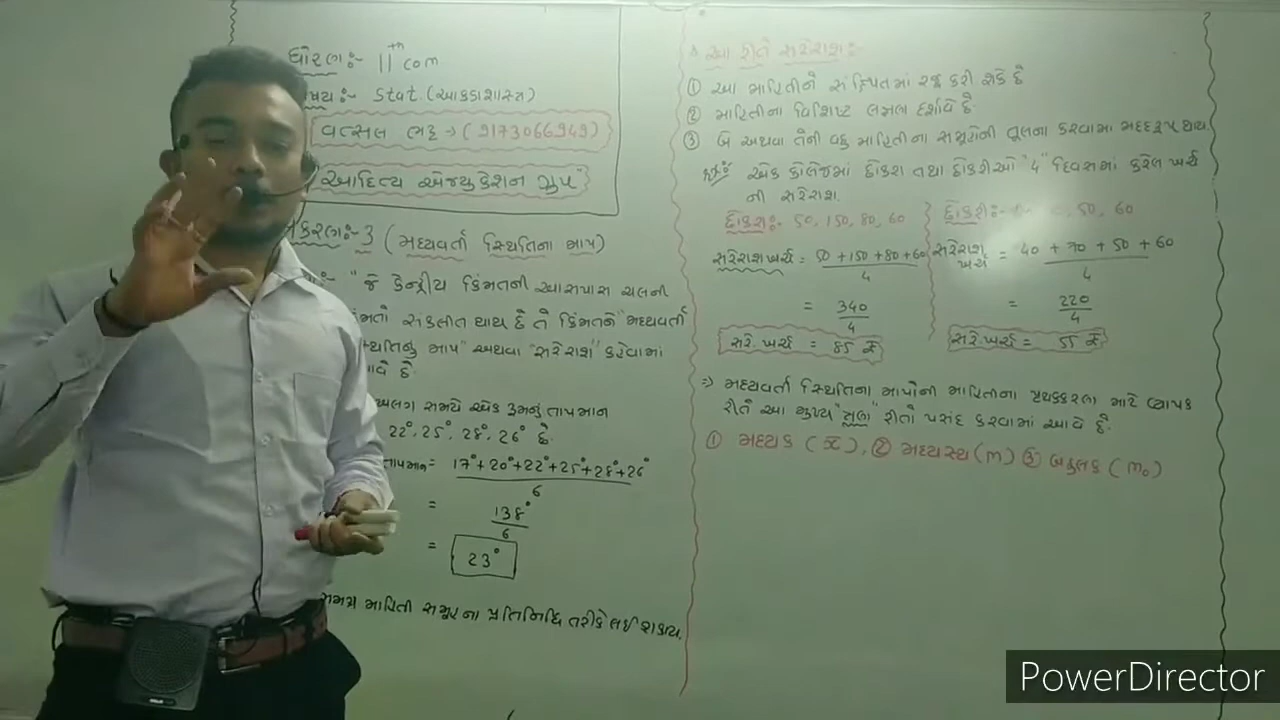 ધોરણ:- 11th com
વિષય:- Stat. (આંકડાશાસ્ત્ર)
વત્સલ ભટ્ટ → (9173066949)
આદિત્ય એજ્યુકેશન ગ્રુપ
પ્રકરણ:- 3 (મધ્યવર્તી સ્થિતિના માપ)
:- "જે કેન્દ્રીય કિંમતની આસપાસ ચલની
કિંમતો સંકલીત થાય છે તે કિંમતને "મધ્યવર્તી
સ્થિતિનું માપ" અથવા "સરેરાશ" કહેવામાં
આવે છે.
અલગ સમયે એક રૂમનું તાપમાન
22°, 25°, 28°, 26° છે.
તાપમાન = 17°+20°+22°+25°+28°+26°
6
= 138°
6
= 23°
સમગ્ર માહિતી સમૂહના પ્રતિનિધિ તરીકે લઈ શકાય.
* આ રીતે સરેરાશ:-
① આ માહિતીને સંક્ષિપ્તમાં રજુ કરી શકે છે
② માહિતીના વિશિષ્ટ લક્ષણ દર્શાવે છે
③ બે અથવા તેની વધુ માહિતીના સમૂહોની તુલના કરવામાં મદદરૂપ થાય.
એક કોલેજમાં છોકરા તથા છોકરીઓ "4" દિવસમાં કરેલ ખર્ચ
ની સરેરાશ.
છોકરા:- 50, 150, 80, 60
સરેરાશ ખર્ચ = 50 + 150 + 80 + 60
4
= 340
4
સરે. ખર્ચ = 85 રૂ
છોકરી:- 50, 60
સરેરાશ ખર્ચ = 40 + 70 + 50 + 60
4
= 220
4
સરે. ખર્ચ = 55 રૂ
⇒ મધ્યવર્તી સ્થિતિના માપોની માહિતીના પૃથક્કરણ માટે વ્યાપક
રીતે આ મુખ્ય "ત્રણ" રીતો પસંદ કરવામાં આવે છે.
① મધ્યક (x̄), ② મધ્યસ્થ (M) ③ બહુલક (M₀)
PowerDirector